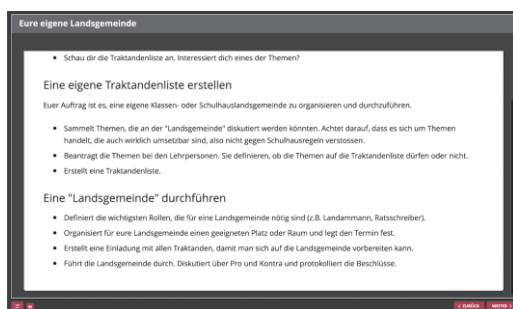 Eure eigene Landsgemeinde
Schau dir die Traktandenliste an. Interessiert dich eines der Themen?
Eine eigene Traktandenliste erstellen
Euer Auftrag ist es, eine eigene Klassen- oder Schulhauslandsgemeinde zu organisieren und durchzuführen.
Sammelt Themen, die an der "Landsgemeinde" diskutiert werden könnten. Achtet darauf, dass es sich um Themen
handelt, die auch wirklich umsetzbar sind, also nicht gegen Schulhausregeln verstossen.
Beantragt die Themen bei den Lehrpersonen. Sie definieren, ob die Themen auf die Traktandenliste dürfen oder nicht.
Erstellt eine Traktandenliste.
Eine "Landsgemeinde" durchführen
Definiert die wichtigsten Rollen, die für eine Landsgemeinde nötig sind (z.B. Landammann, Ratsschreiber).
Organisiert für eure Landsgemeinde einen geeigneten Platz oder Raum und legt den Termin fest.
Erstellt eine Einladung mit allen Traktanden, damit man sich auf die Landsgemeinde vorbereiten kann.
Führt die Landsgemeinde durch. Diskutiert über Pro und Kontra und protokolliert die Beschlüsse.
ZURÜCK WEITER